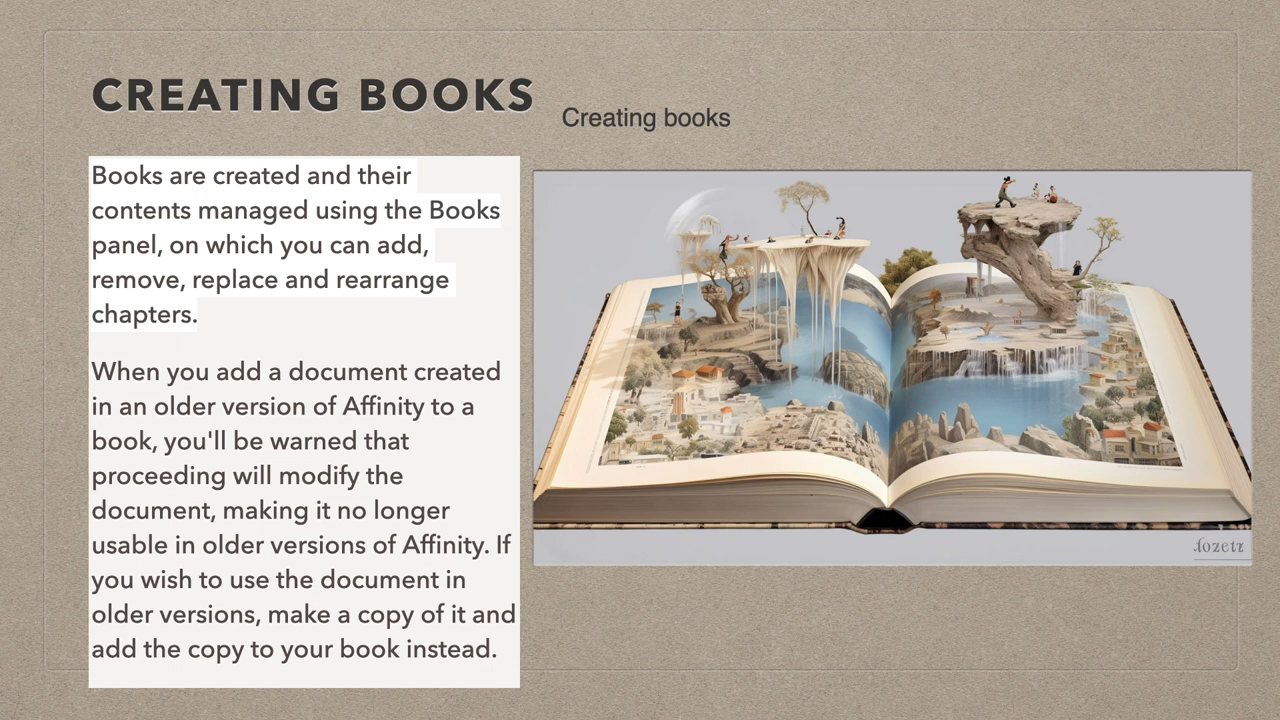 CREATING BOOKS
Creating books
Books are created and their
contents managed using the Books
panel, on which you can add,
remove, replace and rearrange
chapters.
When you add a document created
in an older version of Affinity to a
book, you'll be warned that
proceeding will modify the
document, making it no longer
usable in older versions of Affinity. If
you wish to use the document in
older versions, make a copy of it and
add the copy to your book instead.